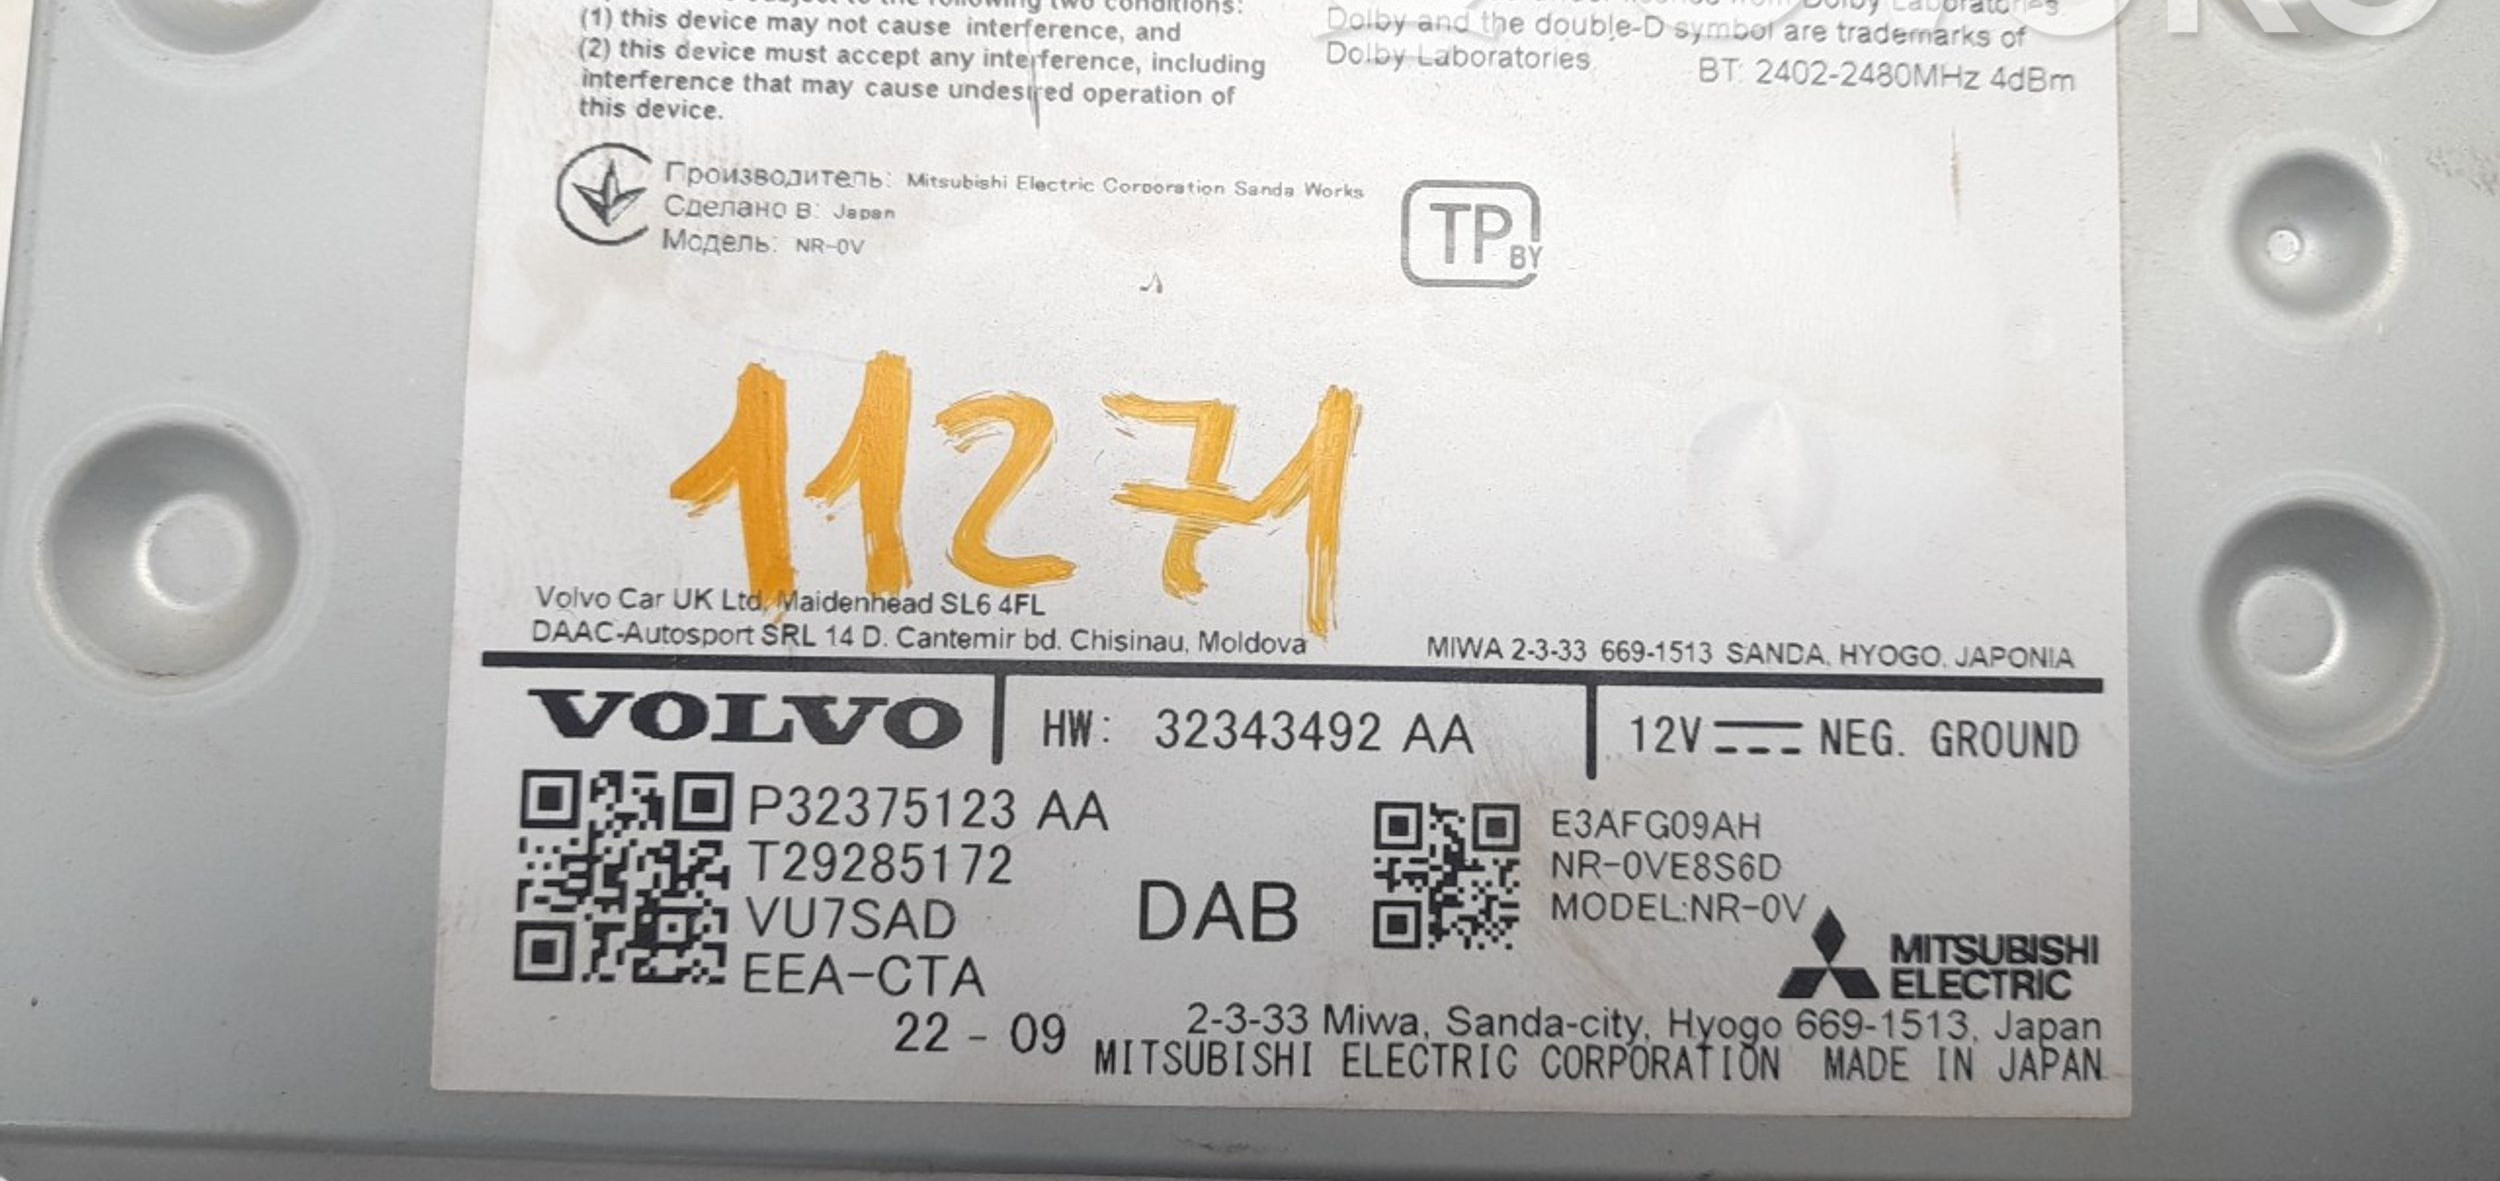 (1) this device may not cause interference, and
(2) this device must accept any interference, including
interference that may cause undesired operation of
this device.
Dolby Laboratories
Dolby and the double-D symbol are trademarks of
Dolby Laboratories
BT: 2402-2480MHz 4dBm
Производитель: Mitsubishi Electric Corporation Sanda Works
Сделано В: Japan
Модель: NR-0V
TP BY
11271
Volvo Car UK Ltd, Maidenhead SL6 4FL
DAAC-Autosport SRL 14 D. Cantemir bd. Chisinau, Moldova
MIWA 2-3-33 669-1513 SANDA, HYOGO, JAPONIA
VOLVO
HW: 32343492 AA
12V NEG. GROUND
P32375123 AA
T29285172
VU7SAD
EEA-CTA
DAB
E3AFG09AH
NR-0VE8S6D
MODEL:NR-0V
MITSUBISHI
ELECTRIC
22 - 09
2-3-33 Miwa, Sanda-city, Hyogo 669-1513, Japan
MITSUBISHI ELECTRIC CORPORATION MADE IN JAPAN